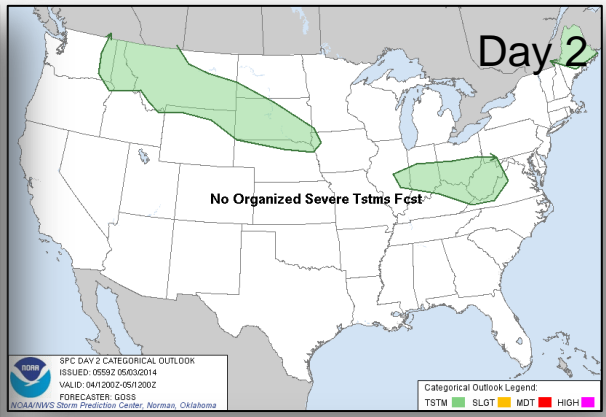 Day 2
No Organized Severe Tstms Fcst
NOAA
SPC DAY 2 CATEGORICAL OUTLOOK
ISSUED: 0559Z 05/03/2014
VALID: 04/1200Z-05/1200Z
FORECASTER: GOSS
NOAA/NWS Storm Prediction Center, Norman, Oklahoma
Categorical Outlook Legend:
TSTM SLGT MDT HIGH